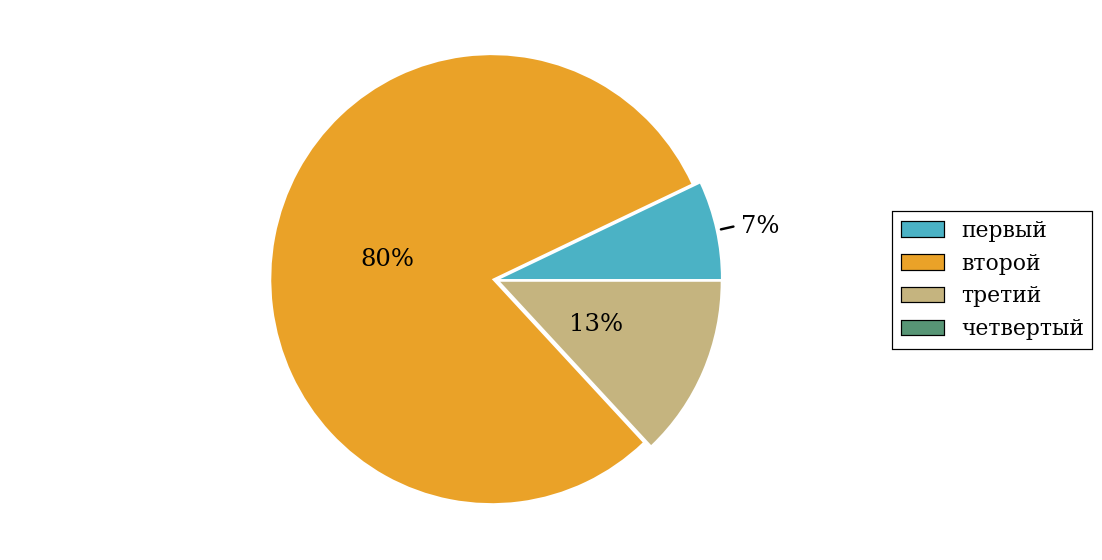 7%
80%
13%
первый
второй
третий
четвертый